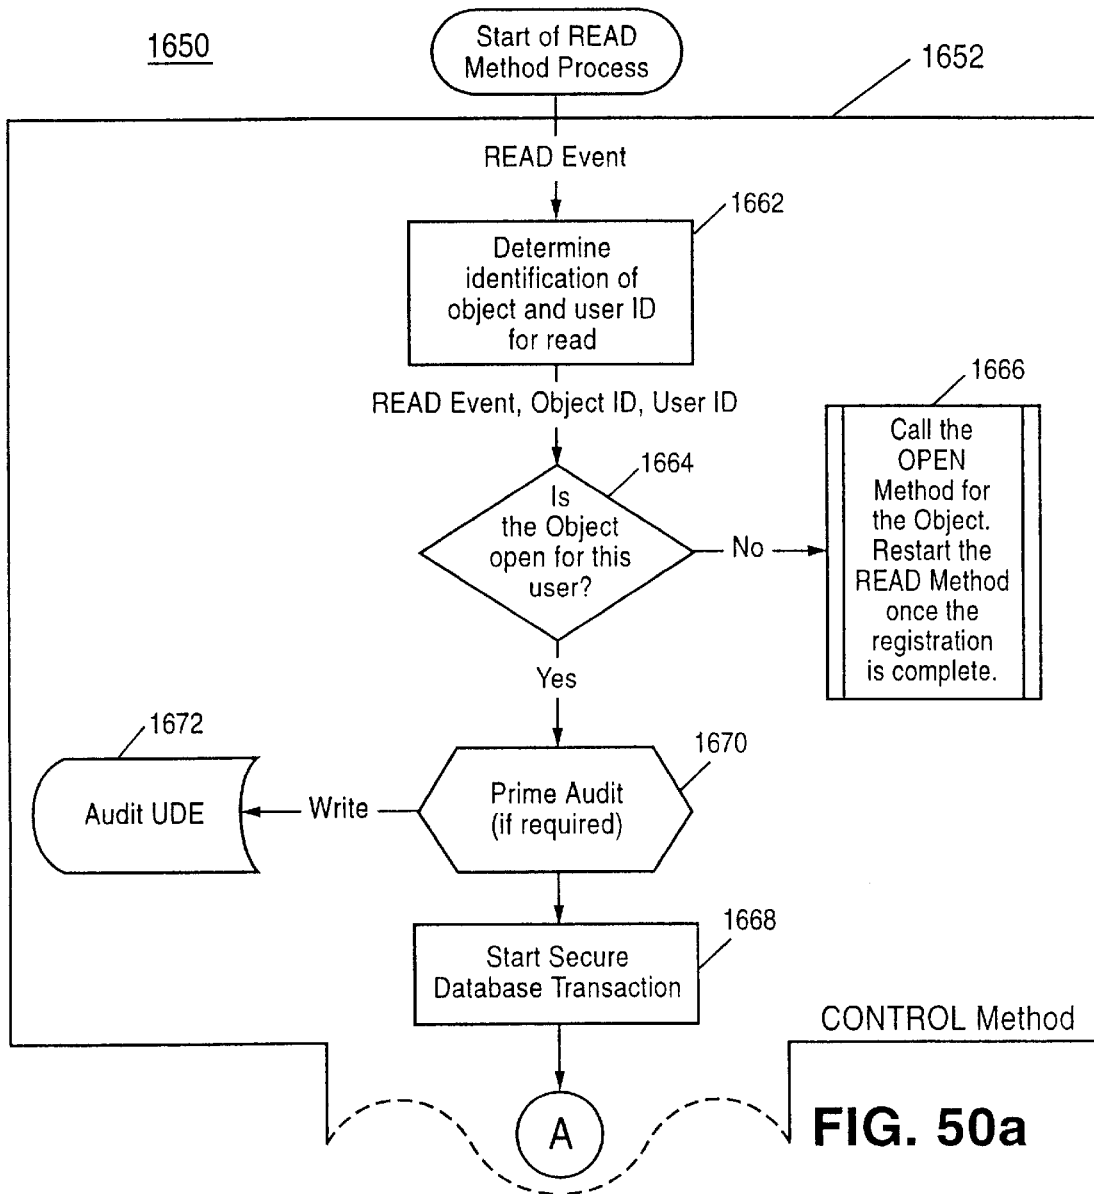 1650
Start of READ
Method Process
1652
READ Event
1662
Determine
identification of
object and user ID
for read
READ Event, Object ID, User ID
1666
Call the
OPEN
Method for
the Object.
Restart the
READ Method
once the
registration
is complete.
1664
Is
the Object
open for this
user?
No
Yes
1672
Audit UDE
Write
1670
Prime Audit
(if required)
1668
Start Secure
Database Transaction
CONTROL Method
A
FIG. 50a